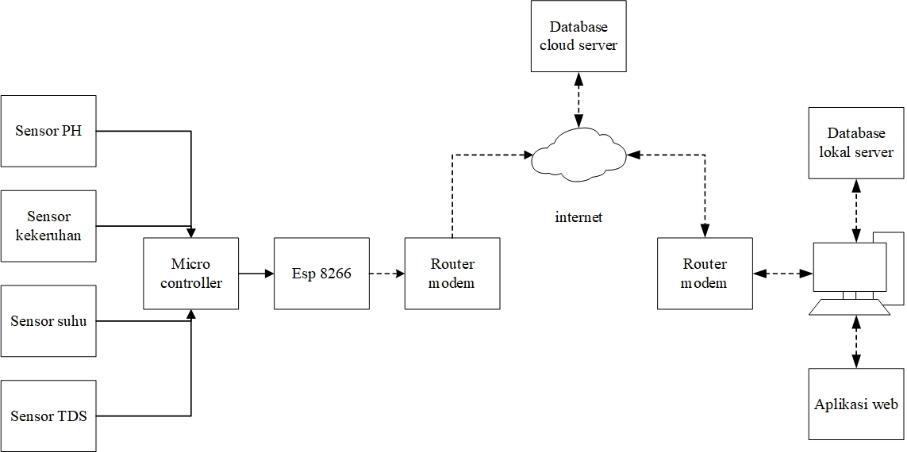 Database
cloud server
Sensor PH
Database
lokal server
Sensor
kekeruhan
internet
Micro
controller
Esp 8266
Router
modem
Router
modem
Sensor suhu
Sensor TDS
Aplikasi web